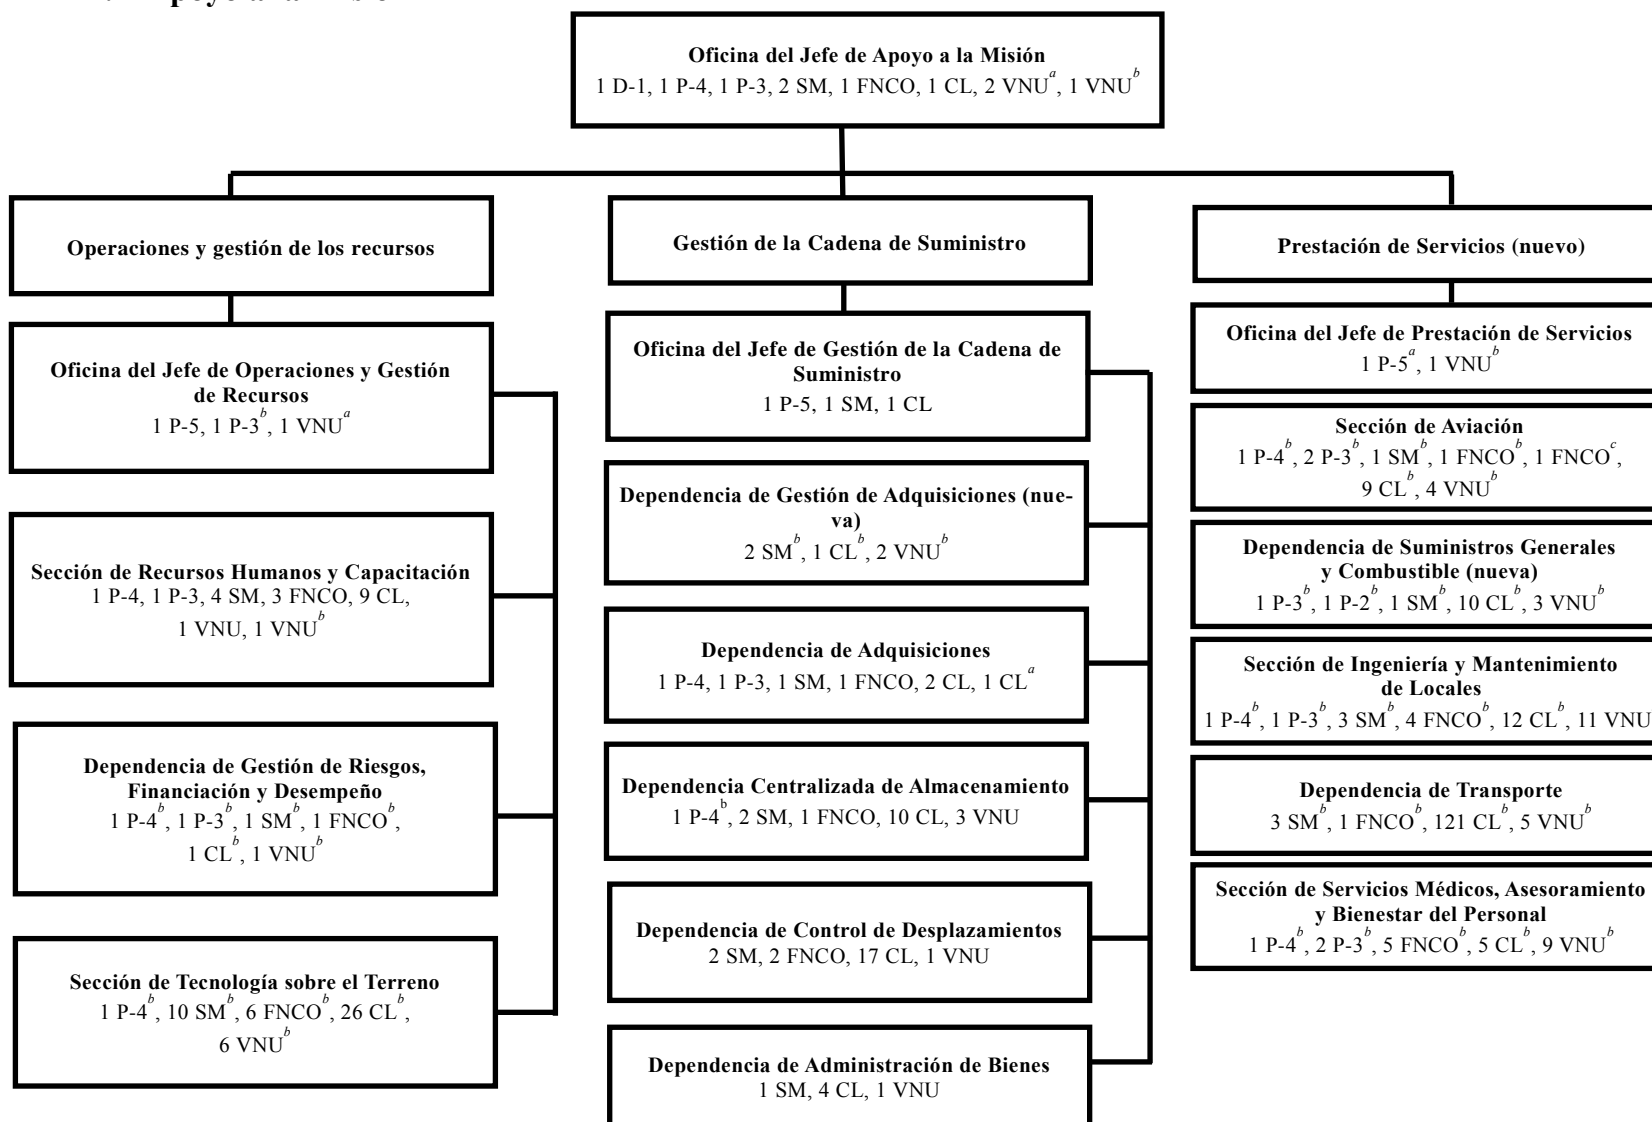 Oficina del Jefe de Apoyo a la Misión
1 D-1, 1 P-4, 1 P-3, 2 SM, 1 FNCO, 1 CL, 2 VNUᵃ, 1 VNUᵇ
Operaciones y gestión de los recursos
Oficina del Jefe de Operaciones y Gestión
de Recursos
1 P-5, 1 P-3ᵇ, 1 VNUᵃ
Sección de Recursos Humanos y Capacitación
1 P-4, 1 P-3, 4 SM, 3 FNCO, 9 CL,
1 VNU, 1 VNUᵇ
Dependencia de Gestión de Riesgos,
Financiación y Desempeño
1 P-4ᵇ, 1 P-3ᵇ, 1 SMᵇ, 1 FNCOᵇ,
1 CLᵇ, 1 VNUᵇ
Sección de Tecnología sobre el Terreno
1 P-4ᵇ, 10 SMᵇ, 6 FNCOᵇ, 26 CLᵇ,
6 VNUᵇ
Gestión de la Cadena de Suministro
Oficina del Jefe de Gestión de la Cadena de
Suministro
1 P-5, 1 SM, 1 CL
Dependencia de Gestión de Adquisiciones (nue-
va)
2 SMᵇ, 1 CLᵇ, 2 VNUᵇ
Dependencia de Adquisiciones
1 P-4, 1 P-3, 1 SM, 1 FNCO, 2 CL, 1 CLᵃ
Dependencia Centralizada de Almacenamiento
1 P-4ᵇ, 2 SM, 1 FNCO, 10 CL, 3 VNU
Dependencia de Control de Desplazamientos
2 SM, 2 FNCO, 17 CL, 1 VNU
Dependencia de Administración de Bienes
1 SM, 4 CL, 1 VNU
Prestación de Servicios (nuevo)
Oficina del Jefe de Prestación de Servicios
1 P-5ᵃ, 1 VNUᵇ
Sección de Aviación
1 P-4ᵇ, 2 P-3ᵇ, 1 SMᵇ, 1 FNCOᵇ, 1 FNCOᶜ,
9 CLᵇ, 4 VNUᵇ
Dependencia de Suministros Generales
y Combustible (nueva)
1 P-3ᵇ, 1 P-2ᵇ, 1 SMᵇ, 10 CLᵇ, 3 VNUᵇ
Sección de Ingeniería y Mantenimiento
de Locales
1 P-4ᵇ, 1 P-3ᵇ, 3 SMᵇ, 4 FNCOᵇ, 12 CLᵇ, 11 VNU
Dependencia de Transporte
3 SMᵇ, 1 FNCOᵇ, 121 CLᵇ, 5 VNUᵇ
Sección de Servicios Médicos, Asesoramiento
y Bienestar del Personal
1 P-4ᵇ, 2 P-3ᵇ, 5 FNCOᵇ, 5 CLᵇ, 9 VNUᵇ